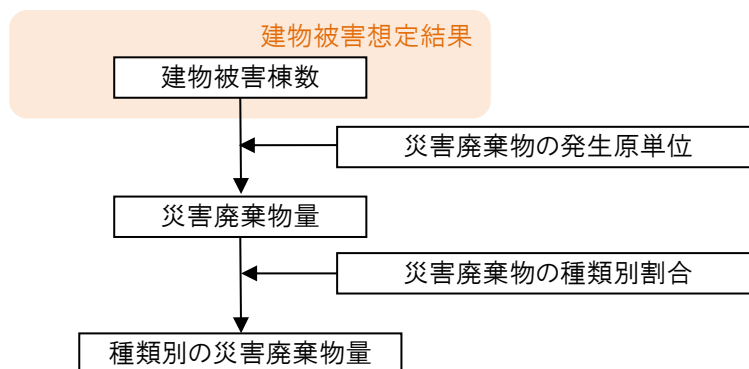 建物被害想定結果
建物被害棟数
災害廃棄物の発生原単位
災害廃棄物量
災害廃棄物の種類別割合
種類別の災害廃棄物量